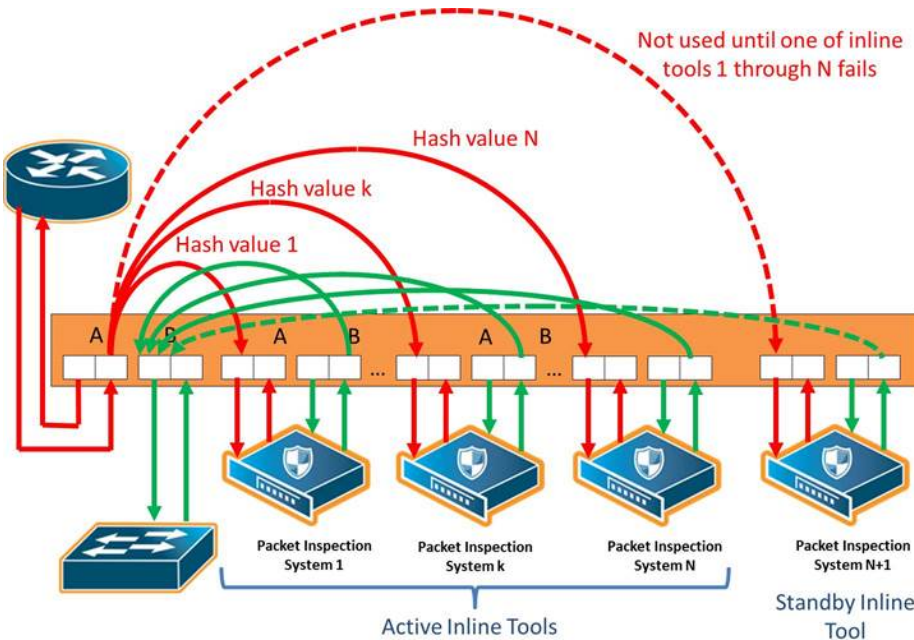 Not used until one of inline
tools 1 through N fails
Hash value N
Hash value k
Hash value 1
A B A B A B
... ...
Packet Inspection
System 1
Packet Inspection
System k
Packet Inspection
System N
Packet Inspection
System N+1
Active Inline Tools
Standby Inline
Tool